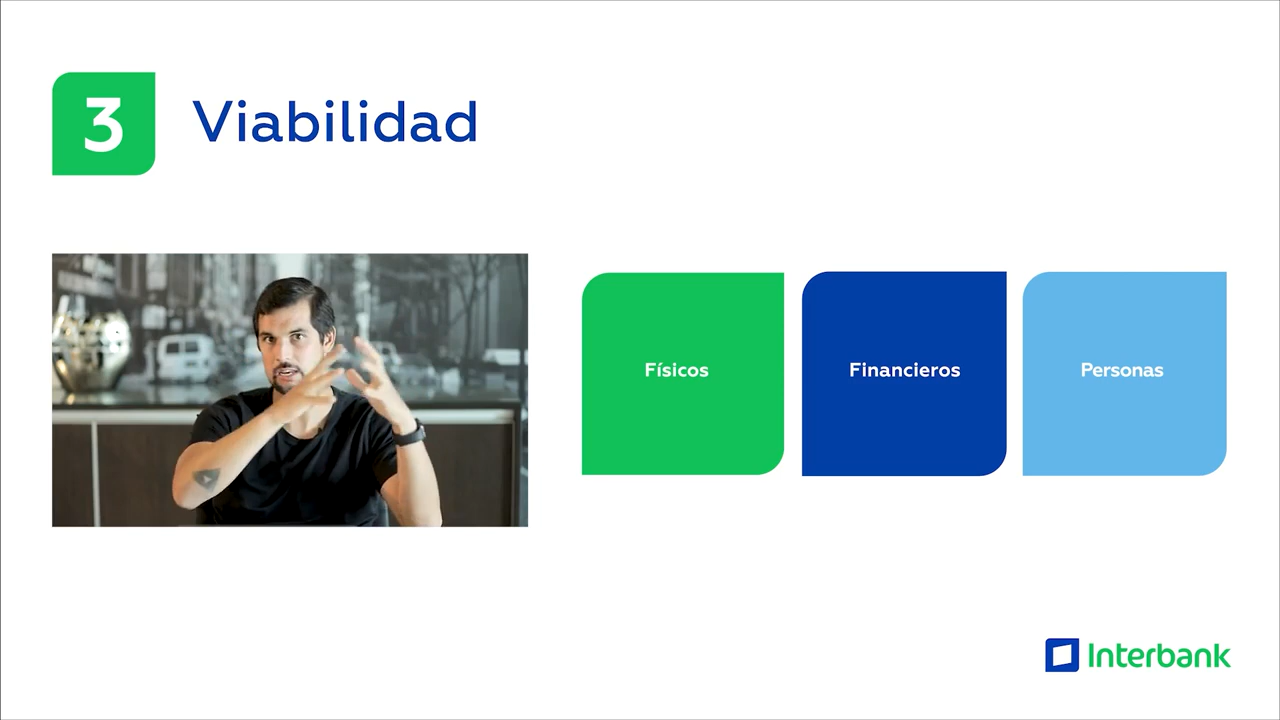 3
Viabilidad
Físicos
Financieros
Personas
Interbank